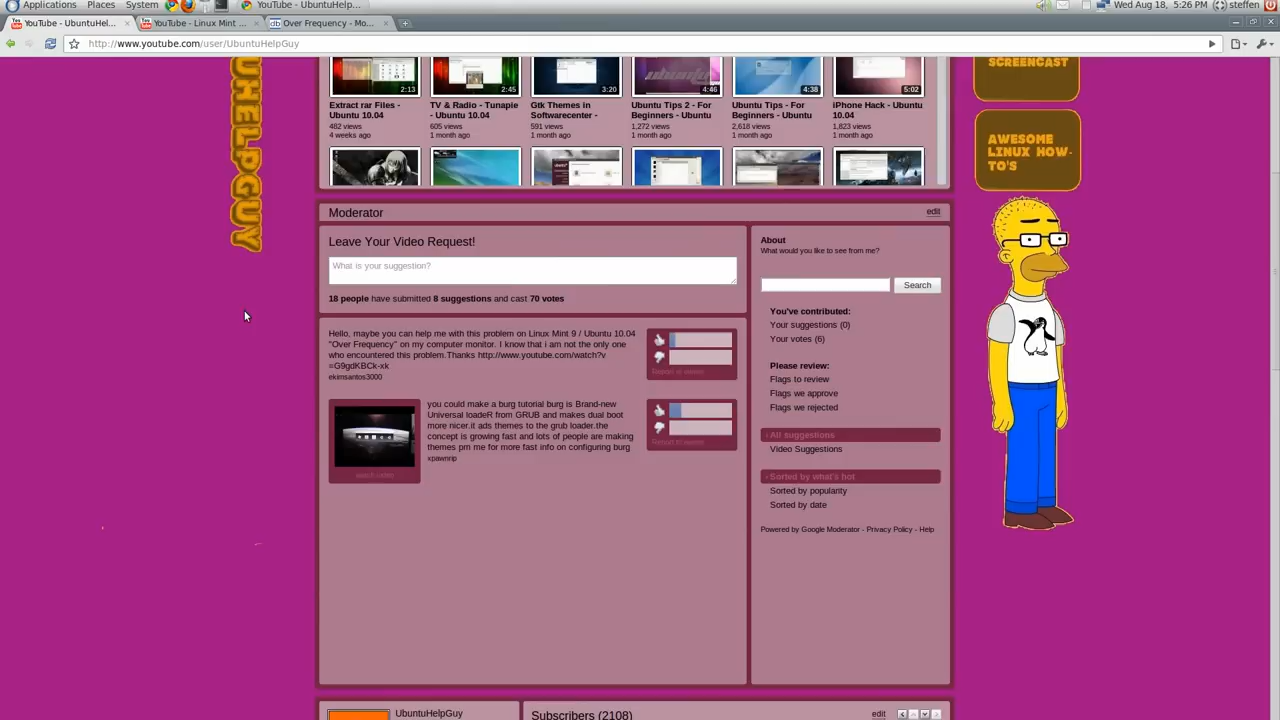 Applications Places System YouTube - UbuntuHelp... Wed Aug 18, 5:26 PM steffen
YouTube - UbuntuHel... YouTube - Linux Mint ... Over Frequency - Mo...
http://www.youtube.com/user/UbuntuHelpGuy
UHELPGUY
SCREENCAST
AWESOME
LINUX HOW-
TO'S
2:13 2:45 3:20 4:46 4:38 5:02
Extract rar Files -
Ubuntu 10.04
482 views
4 weeks ago
TV & Radio - Tunapie
- Ubuntu 10.04
605 views
1 month ago
Gtk Themes in
Softwarecenter -
591 views
1 month ago
Ubuntu Tips 2 - For
Beginners - Ubuntu
1,272 views
1 month ago
Ubuntu Tips - For
Beginners - Ubuntu
2,618 views
1 month ago
iPhone Hack - Ubuntu
10.04
1,823 views
1 month ago
Moderator edit
Leave Your Video Request!
What is your suggestion?
18 people have submitted 8 suggestions and cast 70 votes
Hello, maybe you can help me with this problem on Linux Mint 9 / Ubuntu 10.04
"Over Frequency" on my computer monitor. I know that i am not the only one
who encountered this problem.Thanks http://www.youtube.com/watch?v
=G9gdKBCk-xk
ekimsantos3000
you could make a burg tutorial burg is Brand-new
Universal loadeR from GRUB and makes dual boot
more nicer.it ads themes to the grub loader.the
concept is growing fast and lots of people are making
themes pm me for more fast info on configuring burg
xpawnrip
About
What would you like to see from me?
Search
You've contributed:
Your suggestions (0)
Your votes (6)
Please review:
Flags to review
Flags we approve
Flags we rejected
› All suggestions
Video Suggestions
› Sorted by what's hot
Sorted by popularity
Sorted by date
Powered by Google Moderator - Privacy Policy - Help
UbuntuHelpGuy
Subscribers (2108) edit